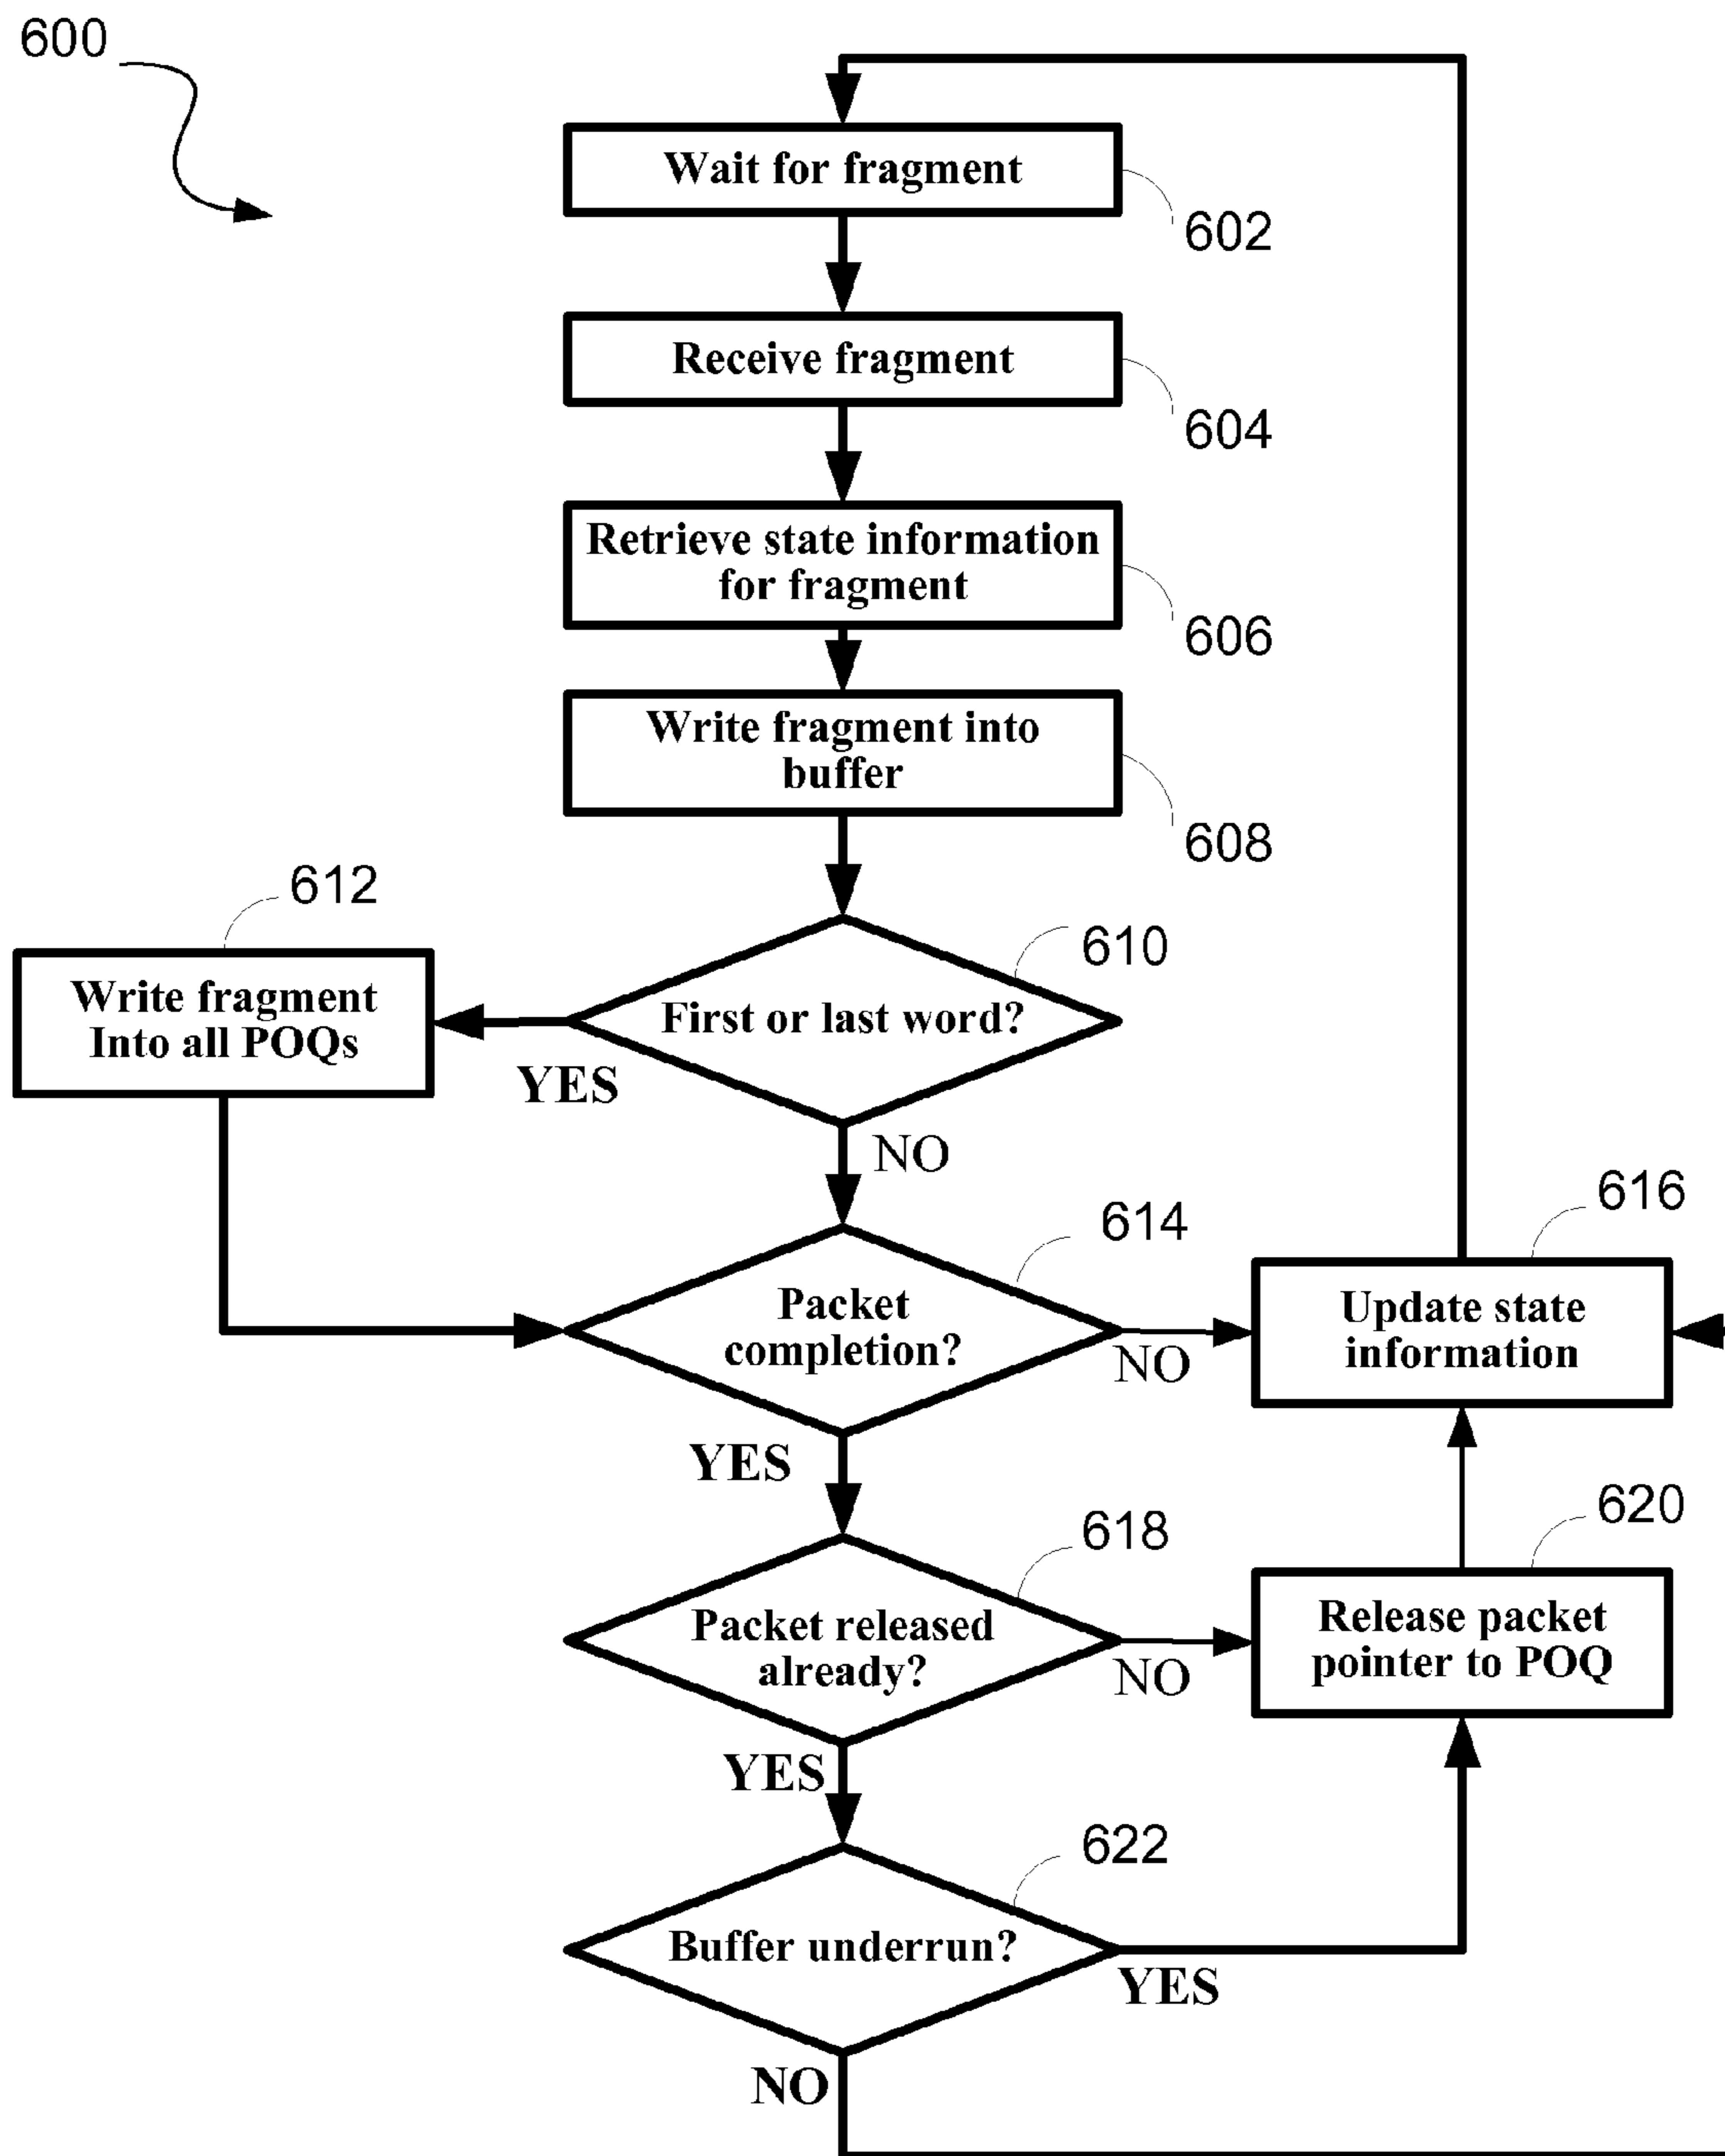 600
Wait for fragment
602
Receive fragment
604
Retrieve state information
for fragment
606
Write fragment into
buffer
608
612
Write fragment
Into all POQs
610
First or last word?
YES
NO
614
Packet
completion?
NO
616
Update state
information
YES
618
Packet released
already?
NO
620
Release packet
pointer to POQ
YES
622
Buffer underrun?
YES
NO